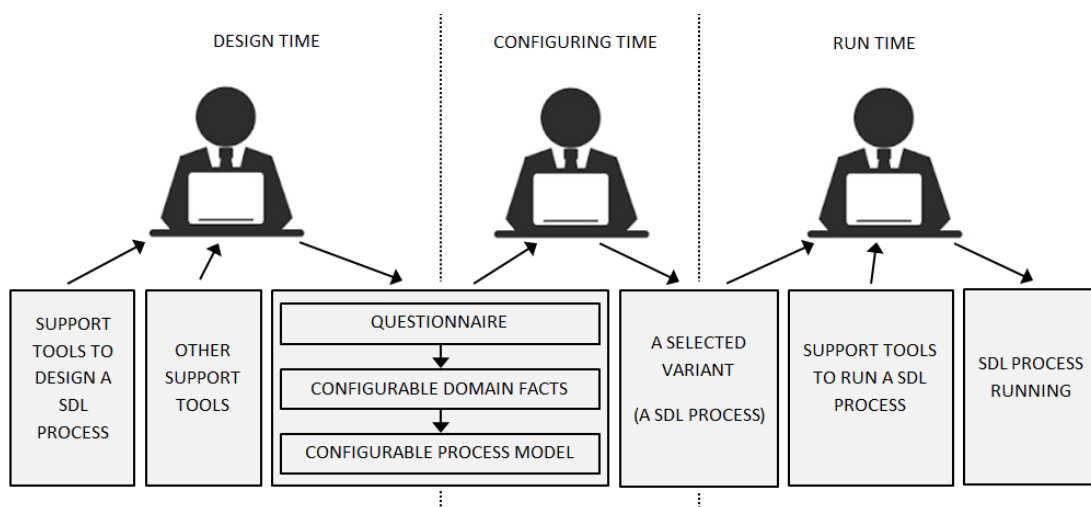 DESIGN TIME
CONFIGURING TIME
RUN TIME
SUPPORT
TOOLS TO
DESIGN A
SDL
PROCESS
OTHER
SUPPORT
TOOLS
QUESTIONNAIRE
CONFIGURABLE DOMAIN FACTS
CONFIGURABLE PROCESS MODEL
A SELECTED
VARIANT
(A SDL PROCESS)
SUPPORT TOOLS
TO RUN A SDL
PROCESS
SDL PROCESS
RUNNING